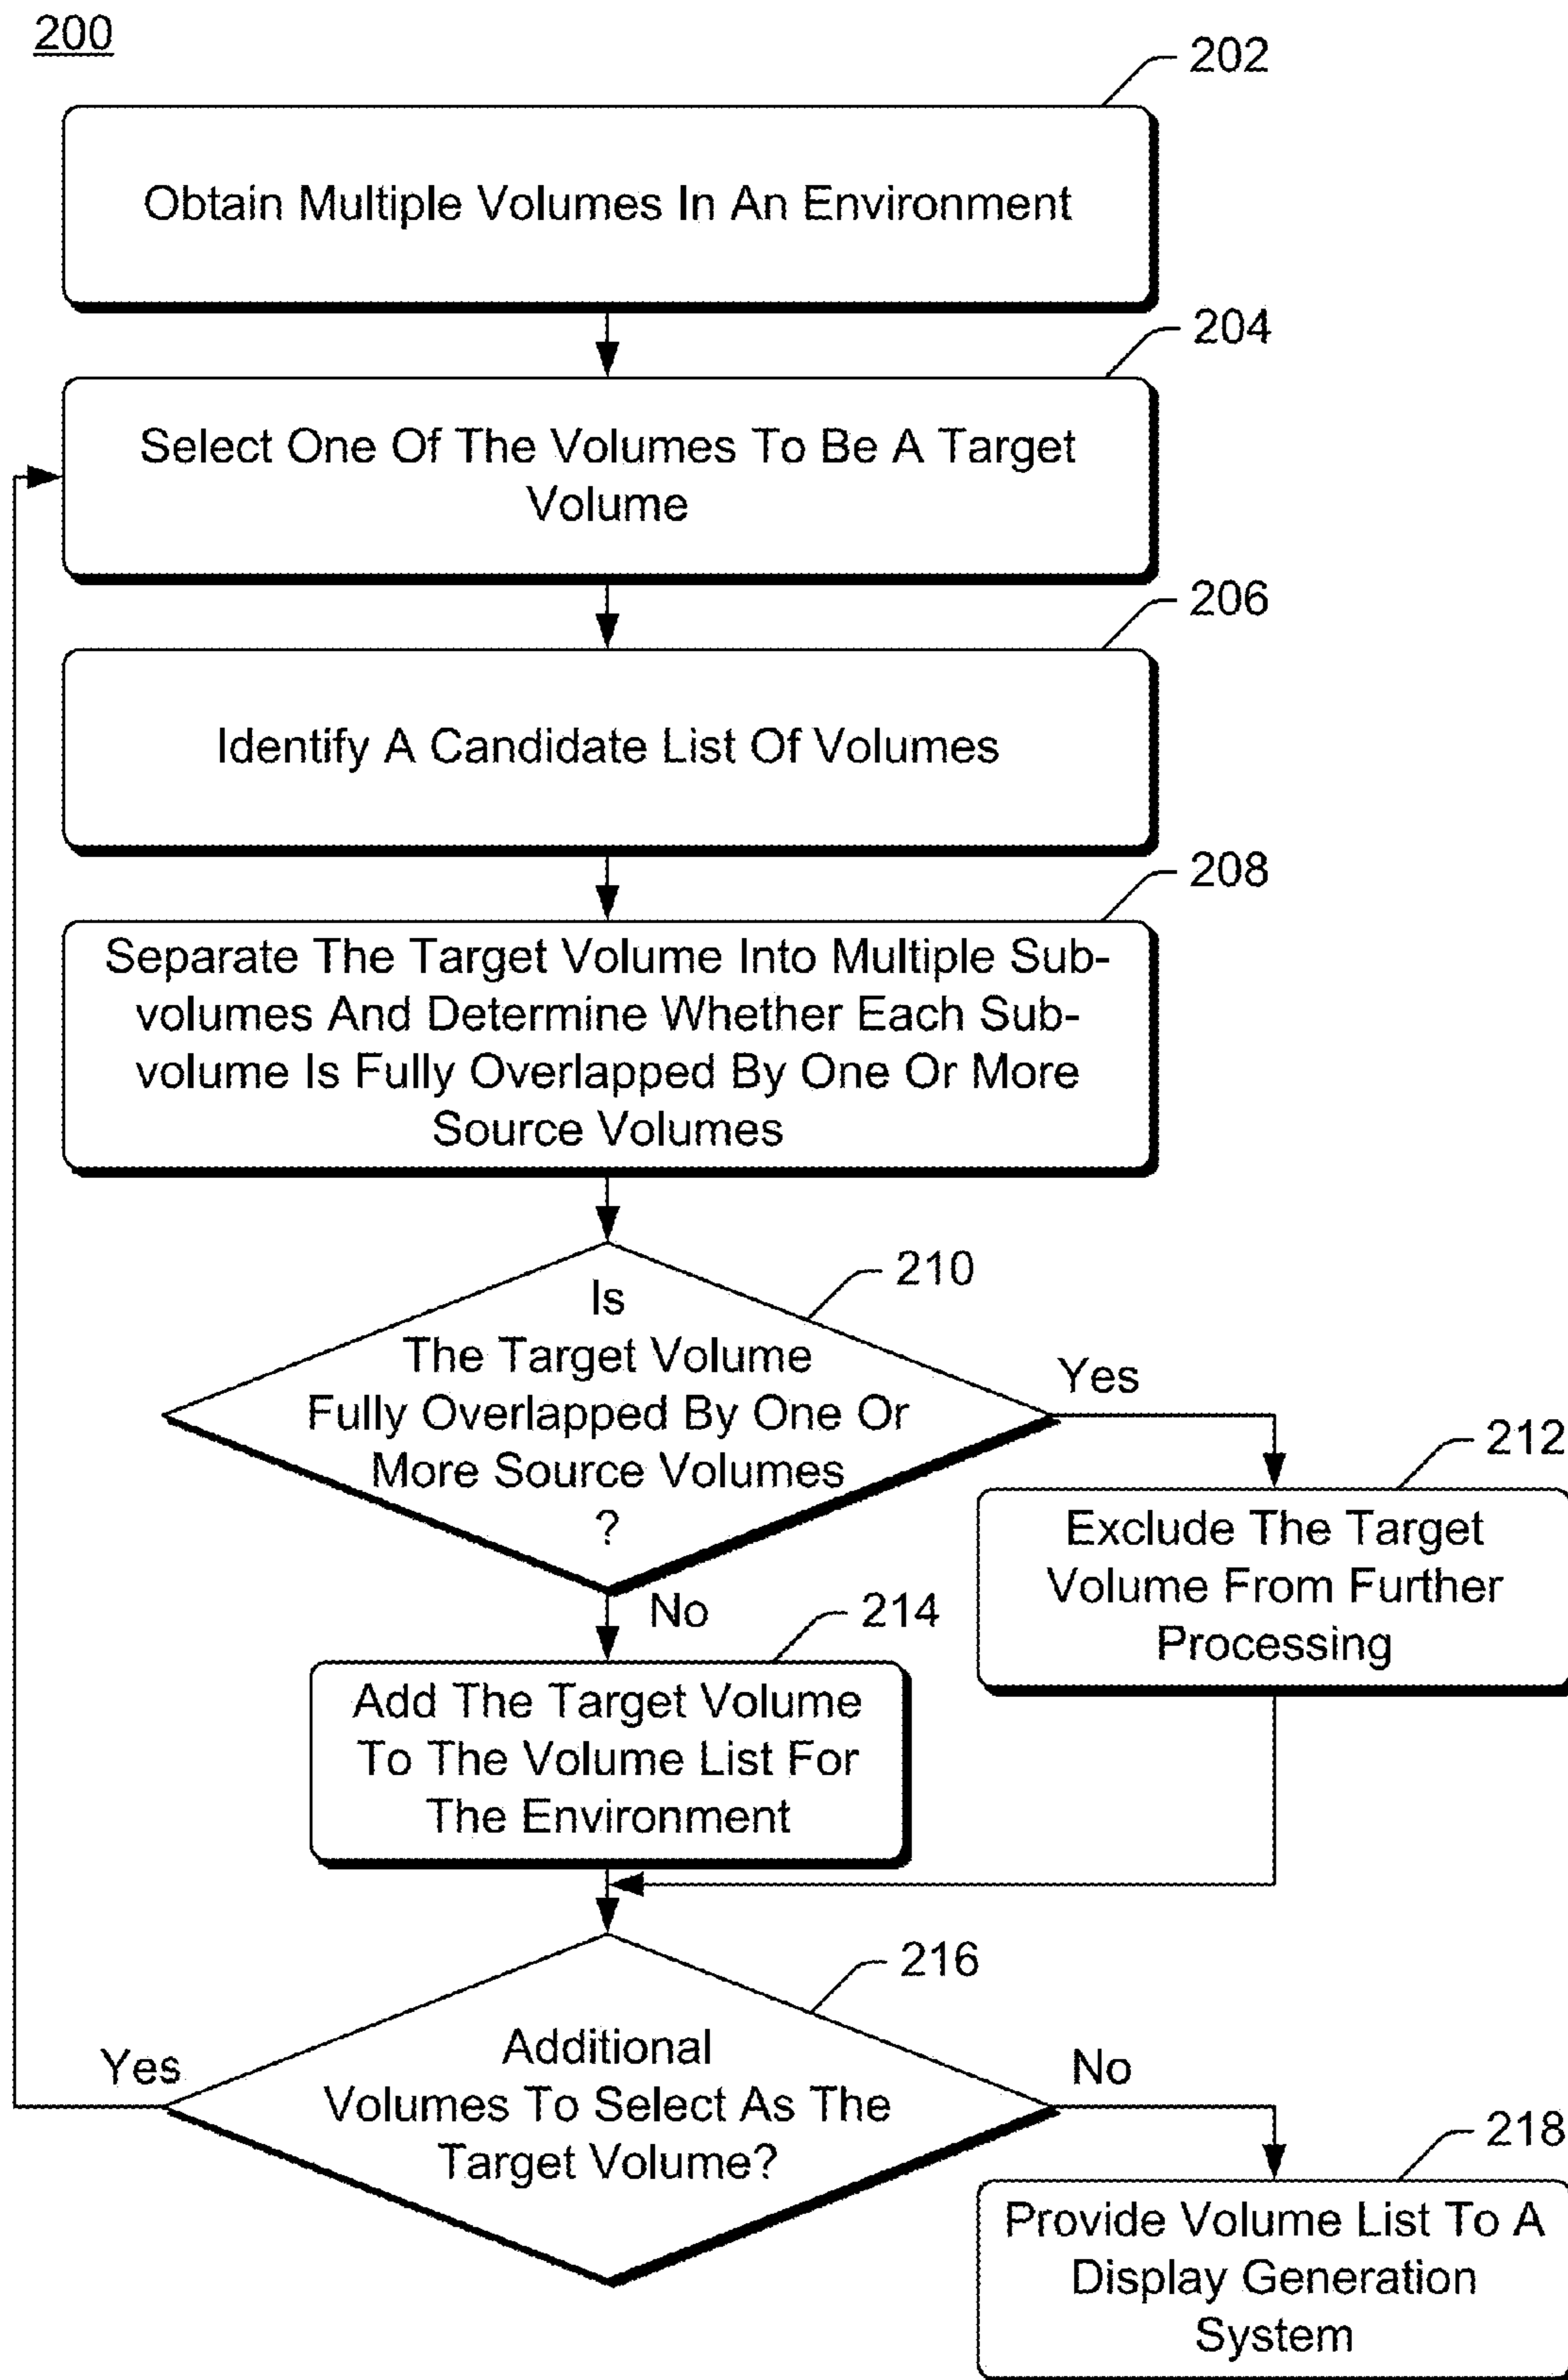 200
202
Obtain Multiple Volumes In An Environment
204
Select One Of The Volumes To Be A Target
Volume
206
Identify A Candidate List Of Volumes
208
Separate The Target Volume Into Multiple Sub-
volumes And Determine Whether Each Sub-
volume Is Fully Overlapped By One Or More
Source Volumes
210
Is
The Target Volume
Fully Overlapped By One Or
More Source Volumes
?
Yes
212
Exclude The Target
Volume From Further
Processing
No
214
Add The Target Volume
To The Volume List For
The Environment
216
Additional
Volumes To Select As The
Target Volume?
Yes
No
218
Provide Volume List To A
Display Generation
System